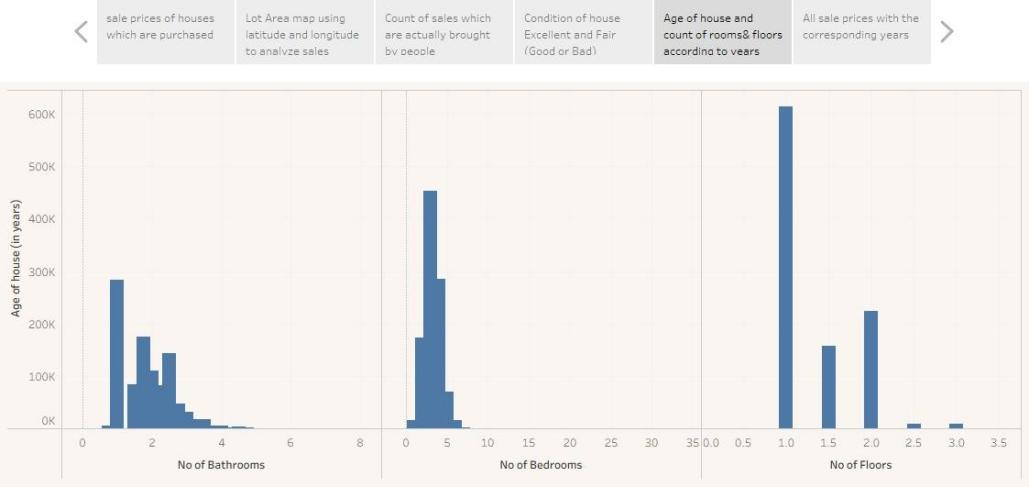 sale prices of houses
which are purchased
Lot Area map using
latitude and longitude
to analyze sales
Count of sales which
are actually brought
by people
Condition of house
Excellent and Fair
(Good or Bad)
Age of house and
count of rooms& floors
according to years
All sale prices with the
corresponding years
Age of house (in years)
600K
500K
400K
300K
200K
100K
0K
0 2 4 6 8
No of Bathrooms
0 5 10 15 20 25 30 35
No of Bedrooms
0.0 0.5 1.0 1.5 2.0 2.5 3.0 3.5
No of Floors